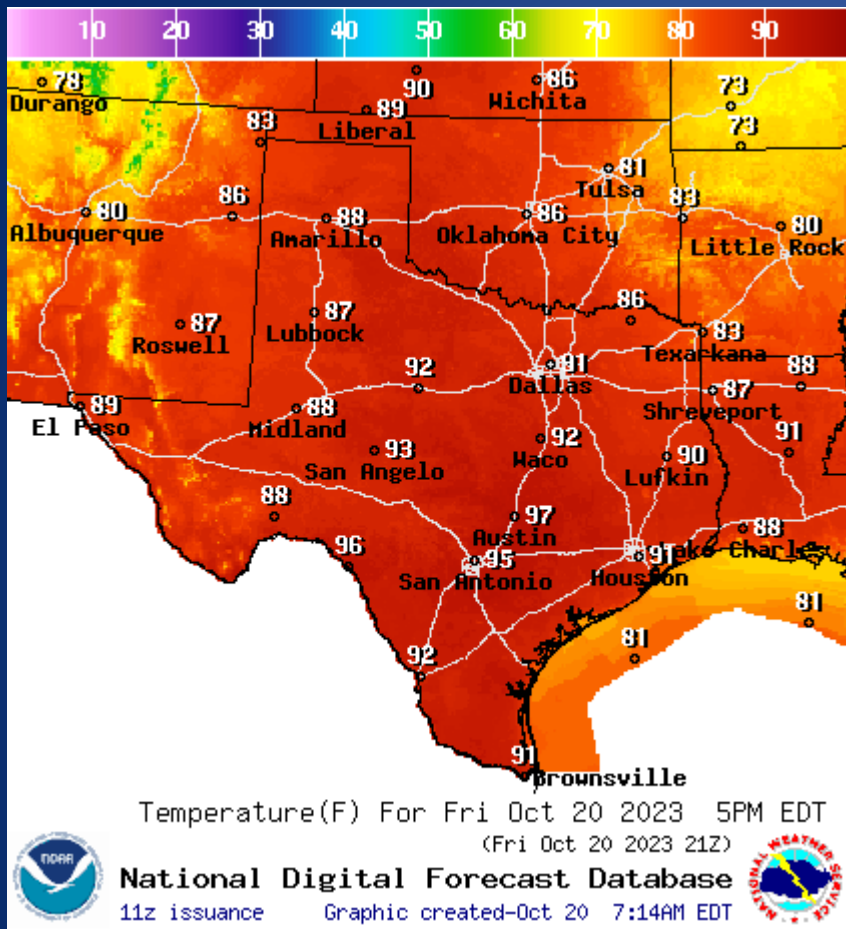 10 20 30 40 50 60 70 80 90
78
Durango
90
89
Liberal
86
Wichita
73
73
83
81
Tulsa
80
Albuquerque
86
88
Amarillo
86
Oklahoma City
83
80
Little Rock
87
Roswell
87
Lubbock
86
83
Texarkana
92
91
Dallas
88
87
Shreveport
89
El Paso
88
Midland
93
San Angelo
92
Waco
90
Lufkin
91
88
97
Austin
88
Lake Charles
96
95
San Antonio
91
Houston
81
81
92
91
Brownsville
Temperature(F) For Fri Oct 20 2023 5PM EDT
(Fri Oct 20 2023 21Z)
National Digital Forecast Database
11z issuance Graphic created-Oct 20 7:14AM EDT
NOAA
NATIONAL WEATHER SERVICE